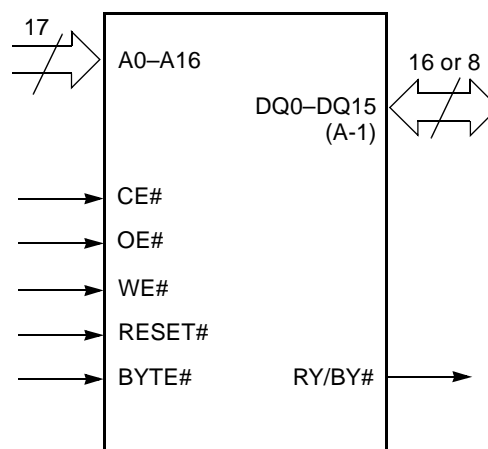 17
A0–A16
16 or 8
DQ0–DQ15
(A-1)
CE#
OE#
WE#
RESET#
BYTE#
RY/BY#